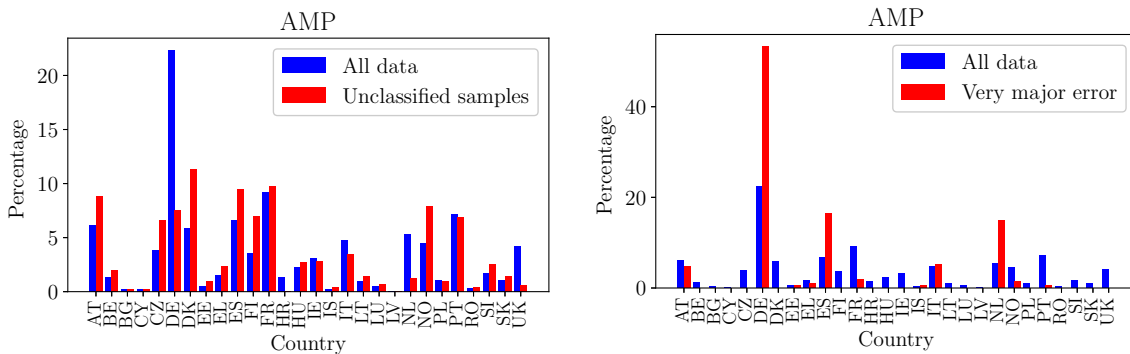 AMP
All data
Unclassified samples
Percentage
20
15
10
5
0
AT BE BG CY CZ DE DK EE EL ES FI FR HR HU IE IS IT LT LU LV NL NO PL PT RO SI SK UK
Country
AMP
All data
Very major error
Percentage
40
20
0
AT BE BG CY CZ DE DK EE EL ES FI FR HR HU IE IS IT LT LU LV NL NO PL PT RO SI SK UK
Country